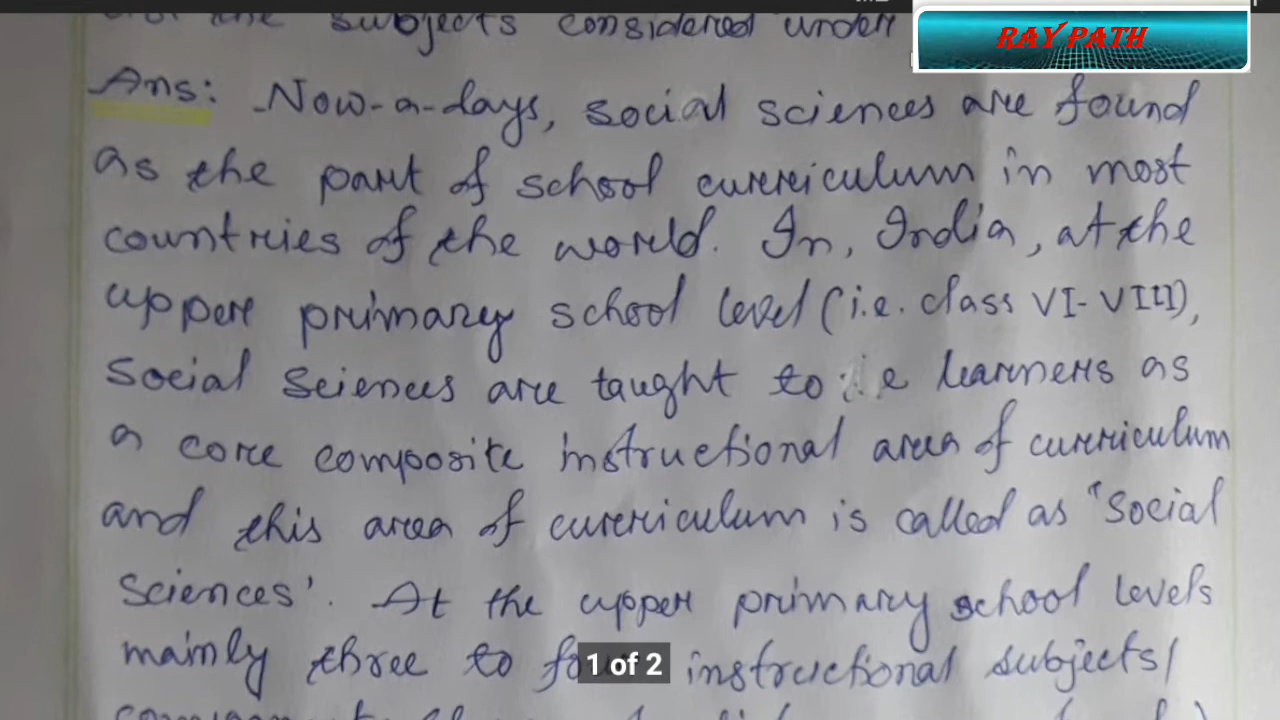 the subjects considered under
RAY PATH
Ans: Now-a-days, social sciences are found
as the part of school curriculum in most
countries of the world. In, India, at the
upper primary school level (i.e. class VI-VIII),
social sciences are taught to learners as
a core composite instructional area of curriculum
and this area of curriculum is called as 'Social
Sciences'. At the upper primary school levels
mainly three to instructional subjects/
1 of 2